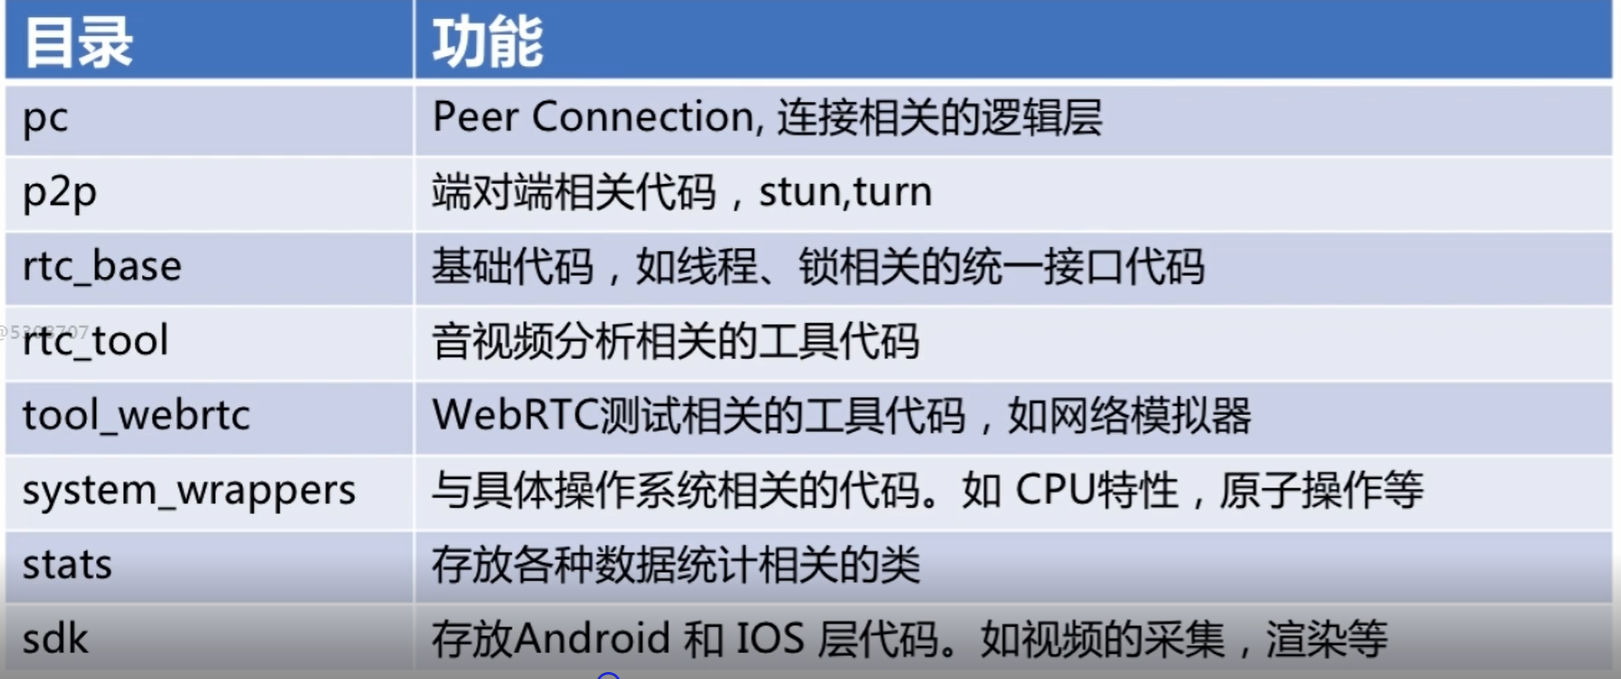 目录 功能
pc Peer Connection, 连接相关的逻辑层
p2p 端对端相关代码，stun,turn
rtc_base 基础代码，如线程、锁相关的统一接口代码
@5303707
rtc_tool 音视频分析相关的工具代码
tool_webrtc WebRTC测试相关的工具代码，如网络模拟器
system_wrappers 与具体操作系统相关的代码。如 CPU特性，原子操作等
stats 存放各种数据统计相关的类
sdk 存放Android 和 IOS 层代码。如视频的采集，渲染等